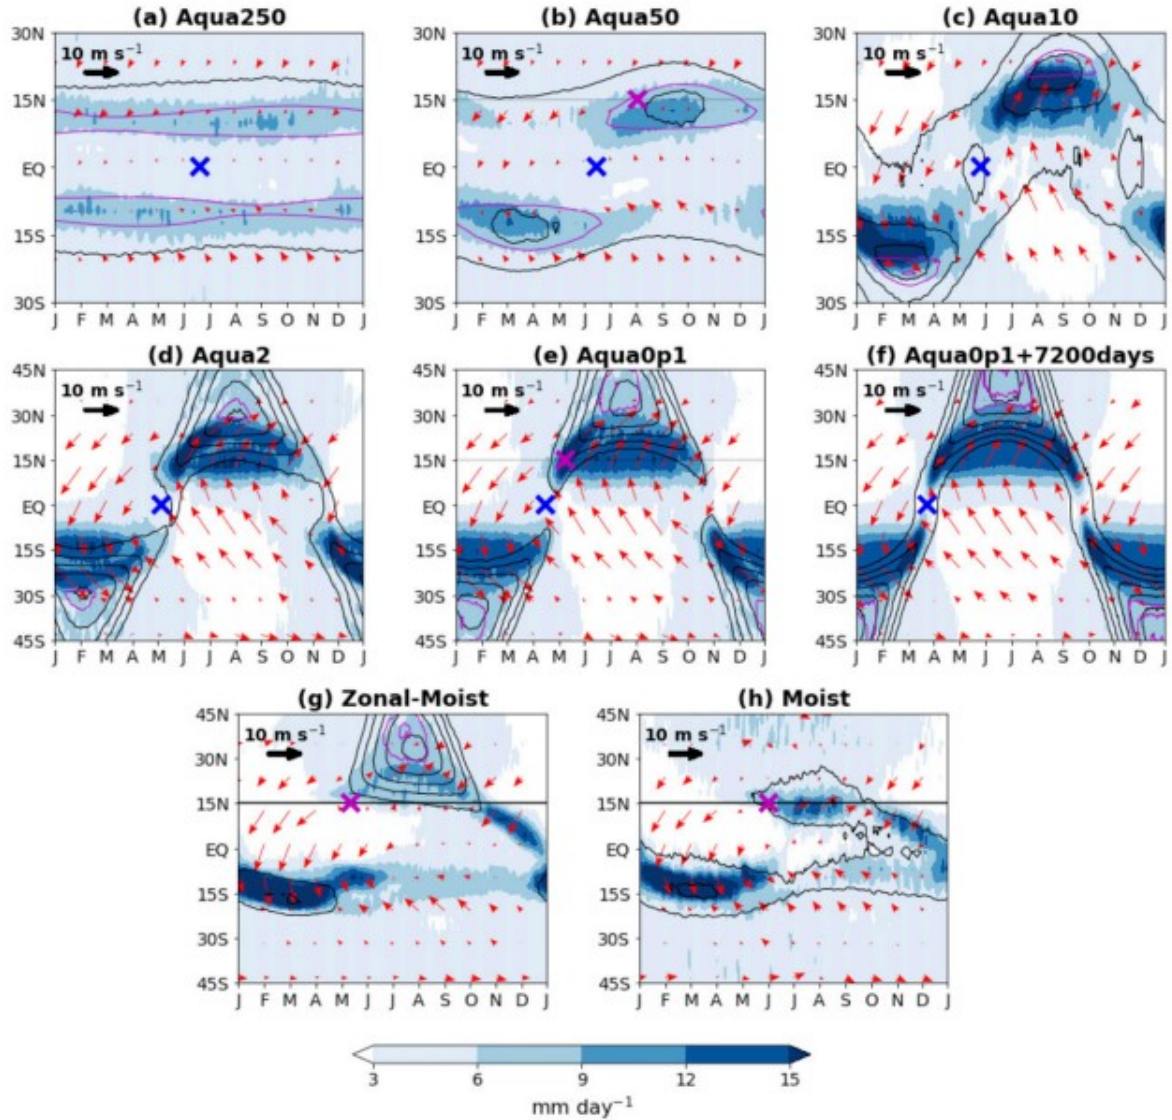 (a) Aqua250
(b) Aqua50
(c) Aqua10
30N
15N
EQ
15S
30S
10 m s⁻¹
J F M A M J J A S O N D J
30N
15N
EQ
15S
30S
10 m s⁻¹
J F M A M J J A S O N D J
30N
15N
EQ
15S
30S
10 m s⁻¹
J F M A M J J A S O N D J
(d) Aqua2
(e) Aqua0p1
(f) Aqua0p1+7200days
45N
30N
15N
EQ
15S
30S
45S
10 m s⁻¹
J F M A M J J A S O N D J
45N
30N
15N
EQ
15S
30S
45S
10 m s⁻¹
J F M A M J J A S O N D J
45N
30N
15N
EQ
15S
30S
45S
10 m s⁻¹
J F M A M J J A S O N D J
(g) Zonal-Moist
(h) Moist
45N
30N
15N
EQ
15S
30S
45S
10 m s⁻¹
J F M A M J J A S O N D J
45N
30N
15N
EQ
15S
30S
45S
10 m s⁻¹
J F M A M J J A S O N D J
3 6 9 12 15
mm day⁻¹